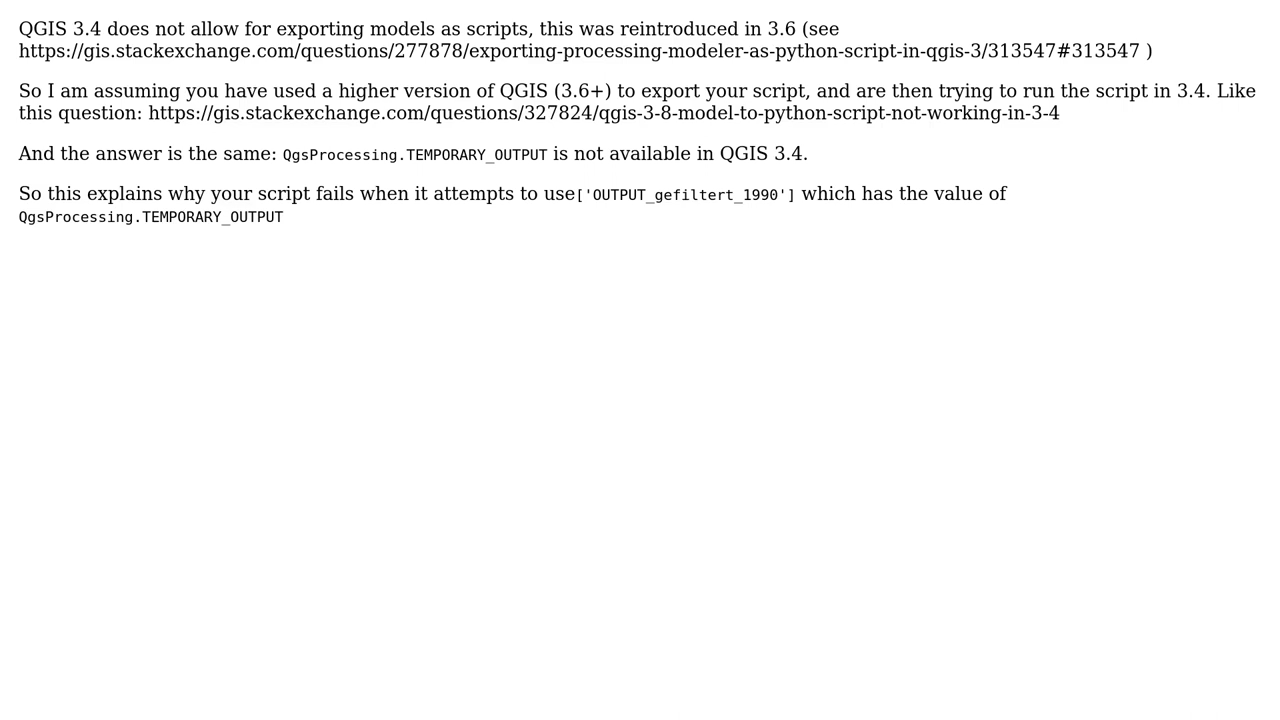 QGIS 3.4 does not allow for exporting models as scripts, this was reintroduced in 3.6 (see
https://gis.stackexchange.com/questions/277878/exporting-processing-modeler-as-python-script-in-qgis-3/313547#313547 )
So I am assuming you have used a higher version of QGIS (3.6+) to export your script, and are then trying to run the script in 3.4. Like
this question: https://gis.stackexchange.com/questions/327824/qgis-3-8-model-to-python-script-not-working-in-3-4
And the answer is the same: QgsProcessing.TEMPORARY_OUTPUT is not available in QGIS 3.4.
So this explains why your script fails when it attempts to use['OUTPUT_gefiltert_1990'] which has the value of
QgsProcessing.TEMPORARY_OUTPUT